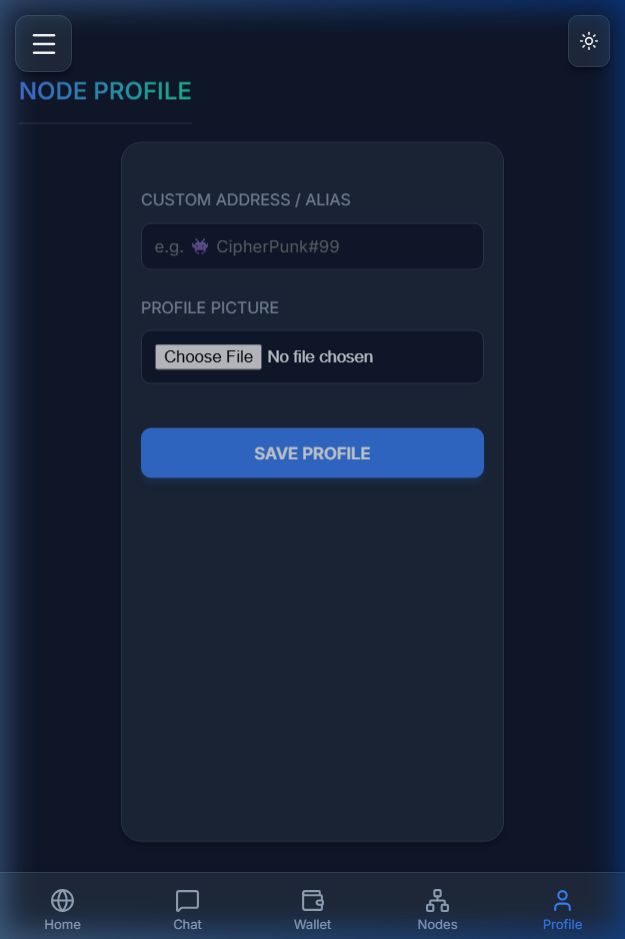 NODE PROFILE
CUSTOM ADDRESS / ALIAS
e.g. 👾 CipherPunk#99
PROFILE PICTURE
Choose File No file chosen
SAVE PROFILE
Home Chat Wallet Nodes Profile